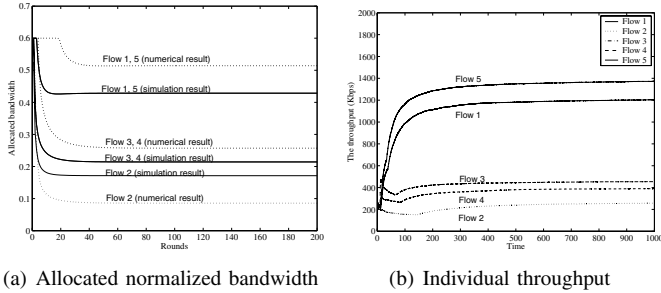 0.7
0.6
0.5
0.4
0.3
0.2
0.1
0
0 20 40 60 80 100 120 140 160 180 200
Allocated bandwidth
Rounds
Flow 1, 5 (numerical result)
Flow 1, 5 (simulation result)
Flow 3, 4 (numerical result)
Flow 3, 4 (simulation result)
Flow 2 (simulation result)
Flow 2 (numerical result)
(a) Allocated normalized bandwidth
2000
1800
1600
1400
1200
1000
800
600
400
200
0
0 100 200 300 400 500 600 700 800 900 1000
The throughput (Kbps)
Time
Flow 1
Flow 2
Flow 3
Flow 4
Flow 5
Flow 5
Flow 1
Flow 3
Flow 4
Flow 2
(b) Individual throughput